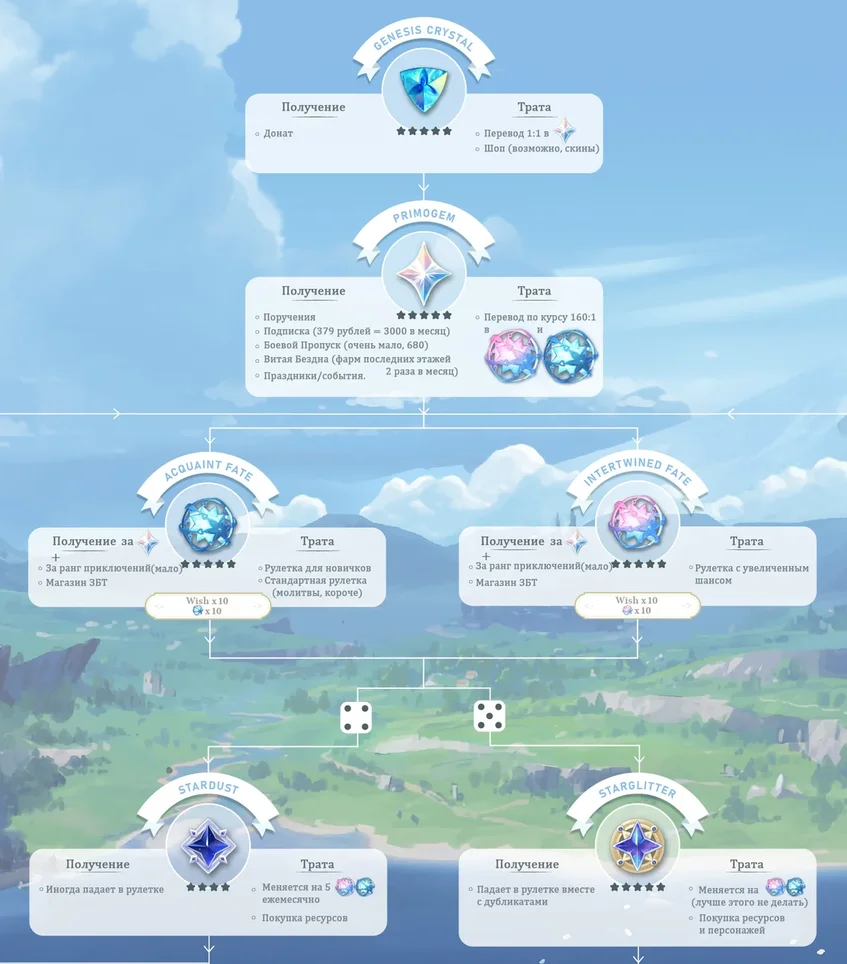 GENESIS CRYSTAL
Получение
Трата
Донат
Перевод 1:1 в
Шоп (возможно, скины)
PRIMOGEM
Получение
Трата
Поручения
Подписка (379 рублей = 3000 в месяц)
Боевой Пропуск (очень мало, 680)
Витая Бездна (фарм последних этажей
2 раза в месяц)
Праздники/события.
Перевод по курсу 160:1
в и
ACQUAINT FATE
Получение за
+
За ранг приключений(мало)
Магазин ЗБТ
Трата
Рулетка для новичков
Стандартная рулетка
(молитвы, короче)
Wish x10
x10
INTERTWINED FATE
Получение за
+
За ранг приключений(мало)
Магазин ЗБТ
Трата
Рулетка с увеличенным
шансом
Wish x10
x10
STARDUST
Получение
Иногда падает в рулетке
Трата
Меняется на 5
ежемесячно
Покупка ресурсов
STARGLITTER
Получение
Падает в рулетке вместе
с дубликатами
Трата
Меняется на
(лучше этого не делать)
Покупка ресурсов
и персонажей